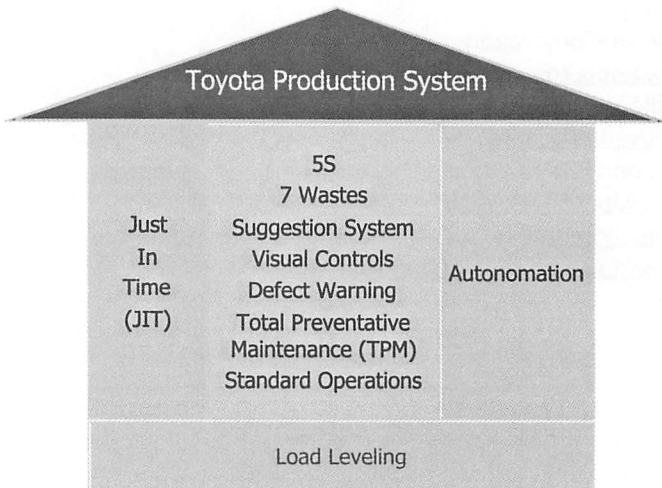 Toyota Production System
Just
In
Time
(JIT)
5S
7 Wastes
Suggestion System
Visual Controls
Defect Warning
Total Preventative
Maintenance (TPM)
Standard Operations
Autonomation
Load Leveling